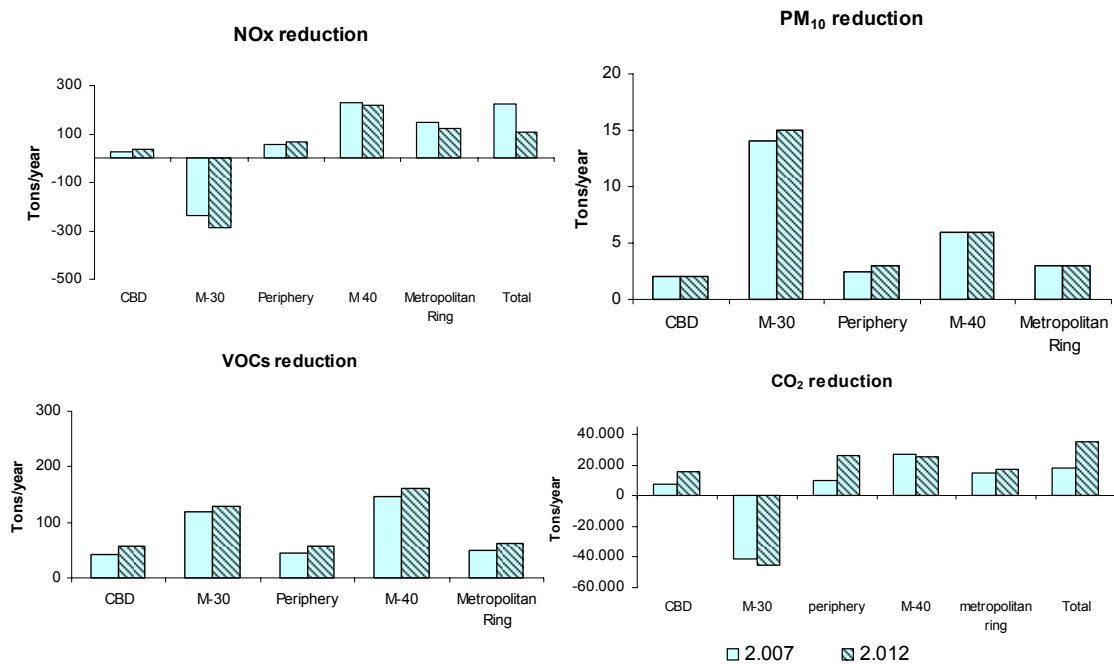 NOx reduction
Tons/year
300
100
-100
-300
-500
CBD
M-30
Periphery
M 40
Metropolitan
Ring
Total
PM₁₀ reduction
Tons/year
20
15
10
5
0
CBD
M-30
Periphery
M-40
Metropolitan
Ring
VOCs reduction
Tons/year
300
200
100
0
CBD
M-30
Periphery
M-40
Metropolitan
Ring
CO₂ reduction
Tons/year
40.000
20.000
0
-20.000
-40.000
-60.000
CBD
M-30
periphery
M-40
metropolitan
ring
Total
2.007
2.012